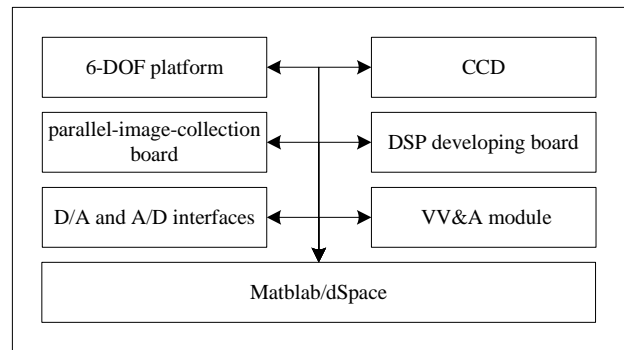 6-DOF platform
CCD
parallel-image-collection
board
DSP developing board
D/A and A/D interfaces
VV&A module
Matblab/dSpace